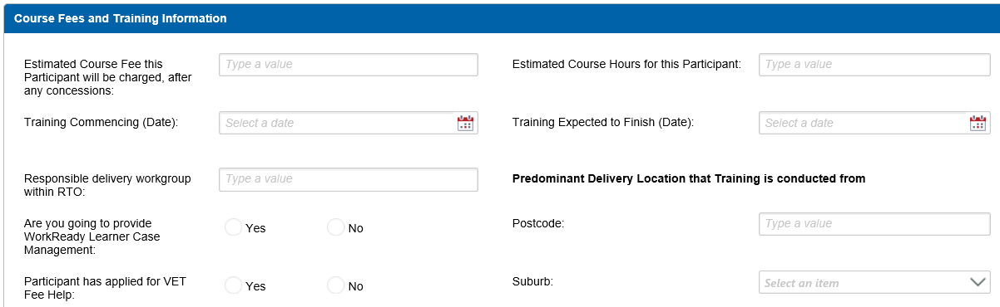 Course Fees and Training Information
Estimated Course Fee this
Participant will be charged, after
any concessions:
Type a value
Estimated Course Hours for this Participant:
Type a value
Training Commencing (Date):
Select a date
Training Expected to Finish (Date):
Select a date
Responsible delivery workgroup
within RTO:
Type a value
Predominant Delivery Location that Training is conducted from
Are you going to provide
WorkReady Learner Case
Management:
Yes
No
Postcode:
Type a value
Participant has applied for VET
Fee Help:
Yes
No
Suburb:
Select an item